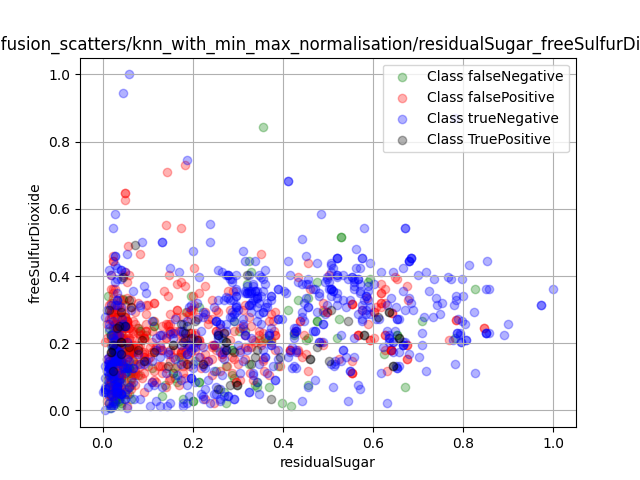 fusion_scatters/knn_with_min_max_normalisation/residualSugar_freeSulfurDi
Class falseNegative
Class falsePositive
Class trueNegative
Class TruePositive
freeSulfurDioxide
1.0
0.8
0.6
0.4
0.2
0.0
0.0 0.2 0.4 0.6 0.8 1.0
residualSugar